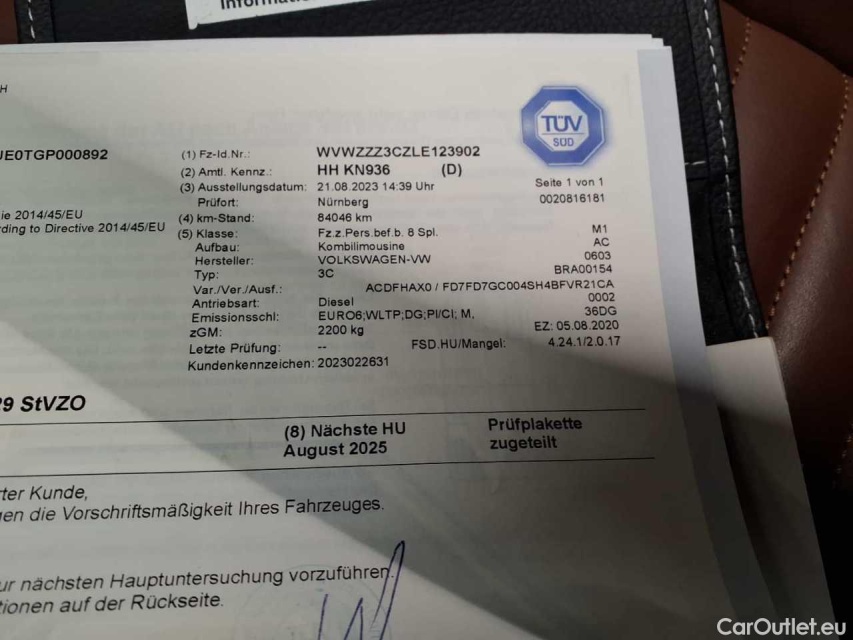 TÜV
SÜD
JE0TGP000892
(1) Fz-Id.Nr.: WVWZZZ3CZLE123902
(2) Amtl. Kennz.: HH KN936 (D)
Seite 1 von 1
(3) Ausstellungsdatum: 21.08.2023 14:39 Uhr
0020816181
Prüfort: Nürnberg
ie 2014/45/EU
(4) km-Stand: 84046 km
ding to Directive 2014/45/EU
(5) Klasse: Fz.z.Pers.bef.b. 8 Spl. M1
Aufbau: Kombilimousine AC
Hersteller: VOLKSWAGEN-VW 0603
Typ: 3C BRA00154
Var./Ver./Ausf.: ACDFHAX0 / FD7FD7GC004SH4BFVR21CA
Antriebsart: Diesel 0002
Emissionsschl: EURO6;WLTP;DG;PI/CI; M, 36DG
zGM: 2200 kg EZ: 05.08.2020
Letzte Prüfung: -- FSD.HU/Mangel: 4.24.1/2.0.17
Kundenkennzeichen: 2023022631
29 StVZO
(8) Nächste HU Prüfplakette
August 2025 zugeteilt
rter Kunde,
gen die Vorschriftsmäßigkeit Ihres Fahrzeuges.
ur nächsten Hauptuntersuchung vorzuführen.
tionen auf der Rückseite.
CarOutlet.eu